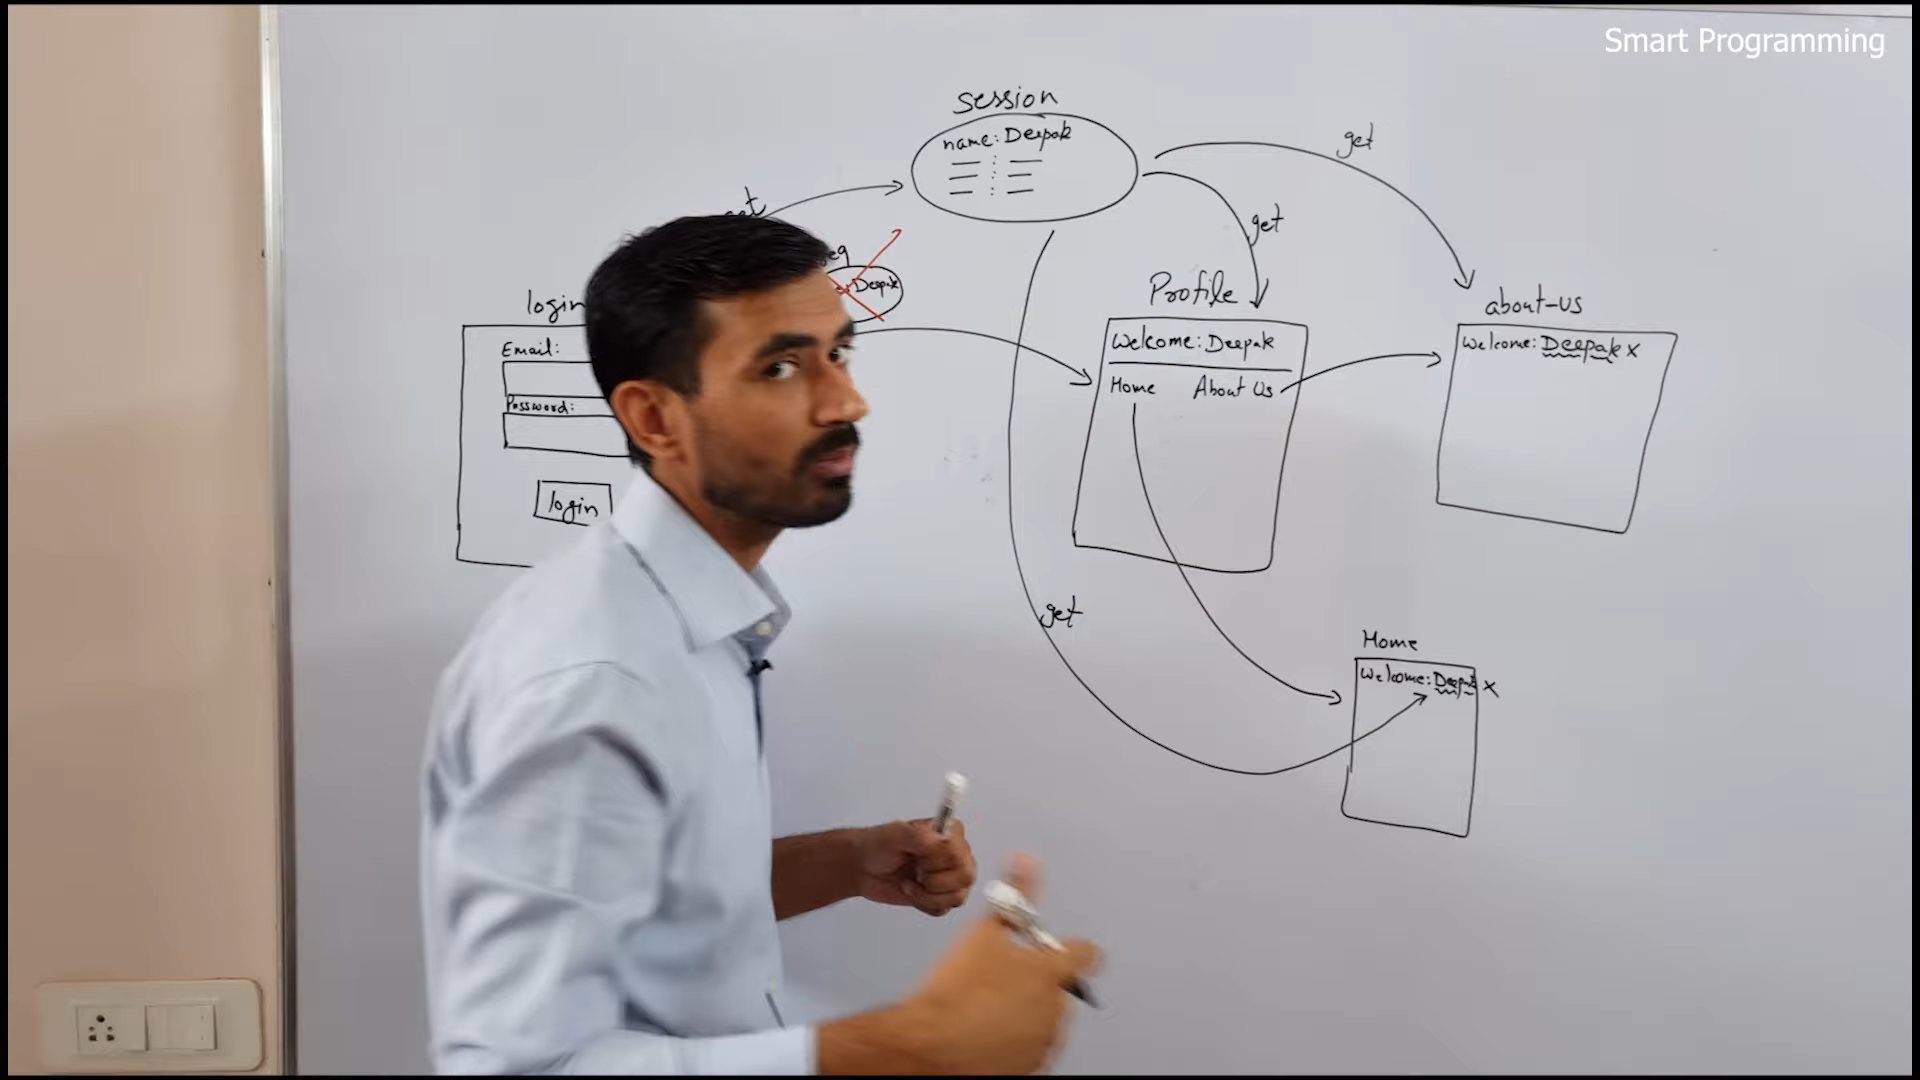 Smart Programming
session
name: Deepak
get
get
Profile
Welcome: Deepak
Home About Us
about-us
Welcome: Deepak x
login
Email:
Password:
login
Deepak
get
Home
Welcome: Deepak x